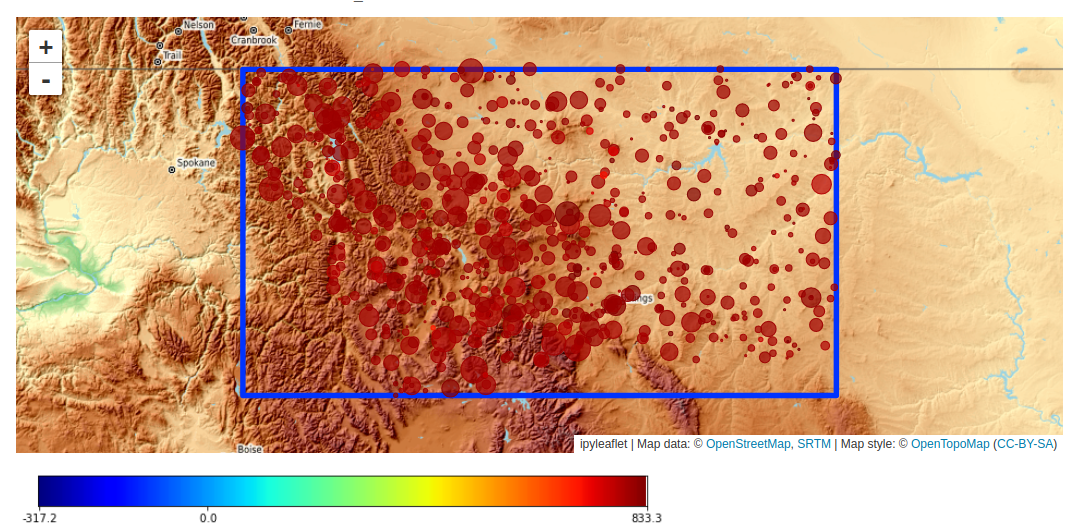 Nelson
Fernie
Cranbrook
Trail
+
-
Spokane
ngs
Boise
ipyleaflet | Map data: © OpenStreetMap, SRTM | Map style: © OpenTopoMap (CC-BY-SA)
-317.2 0.0 833.3